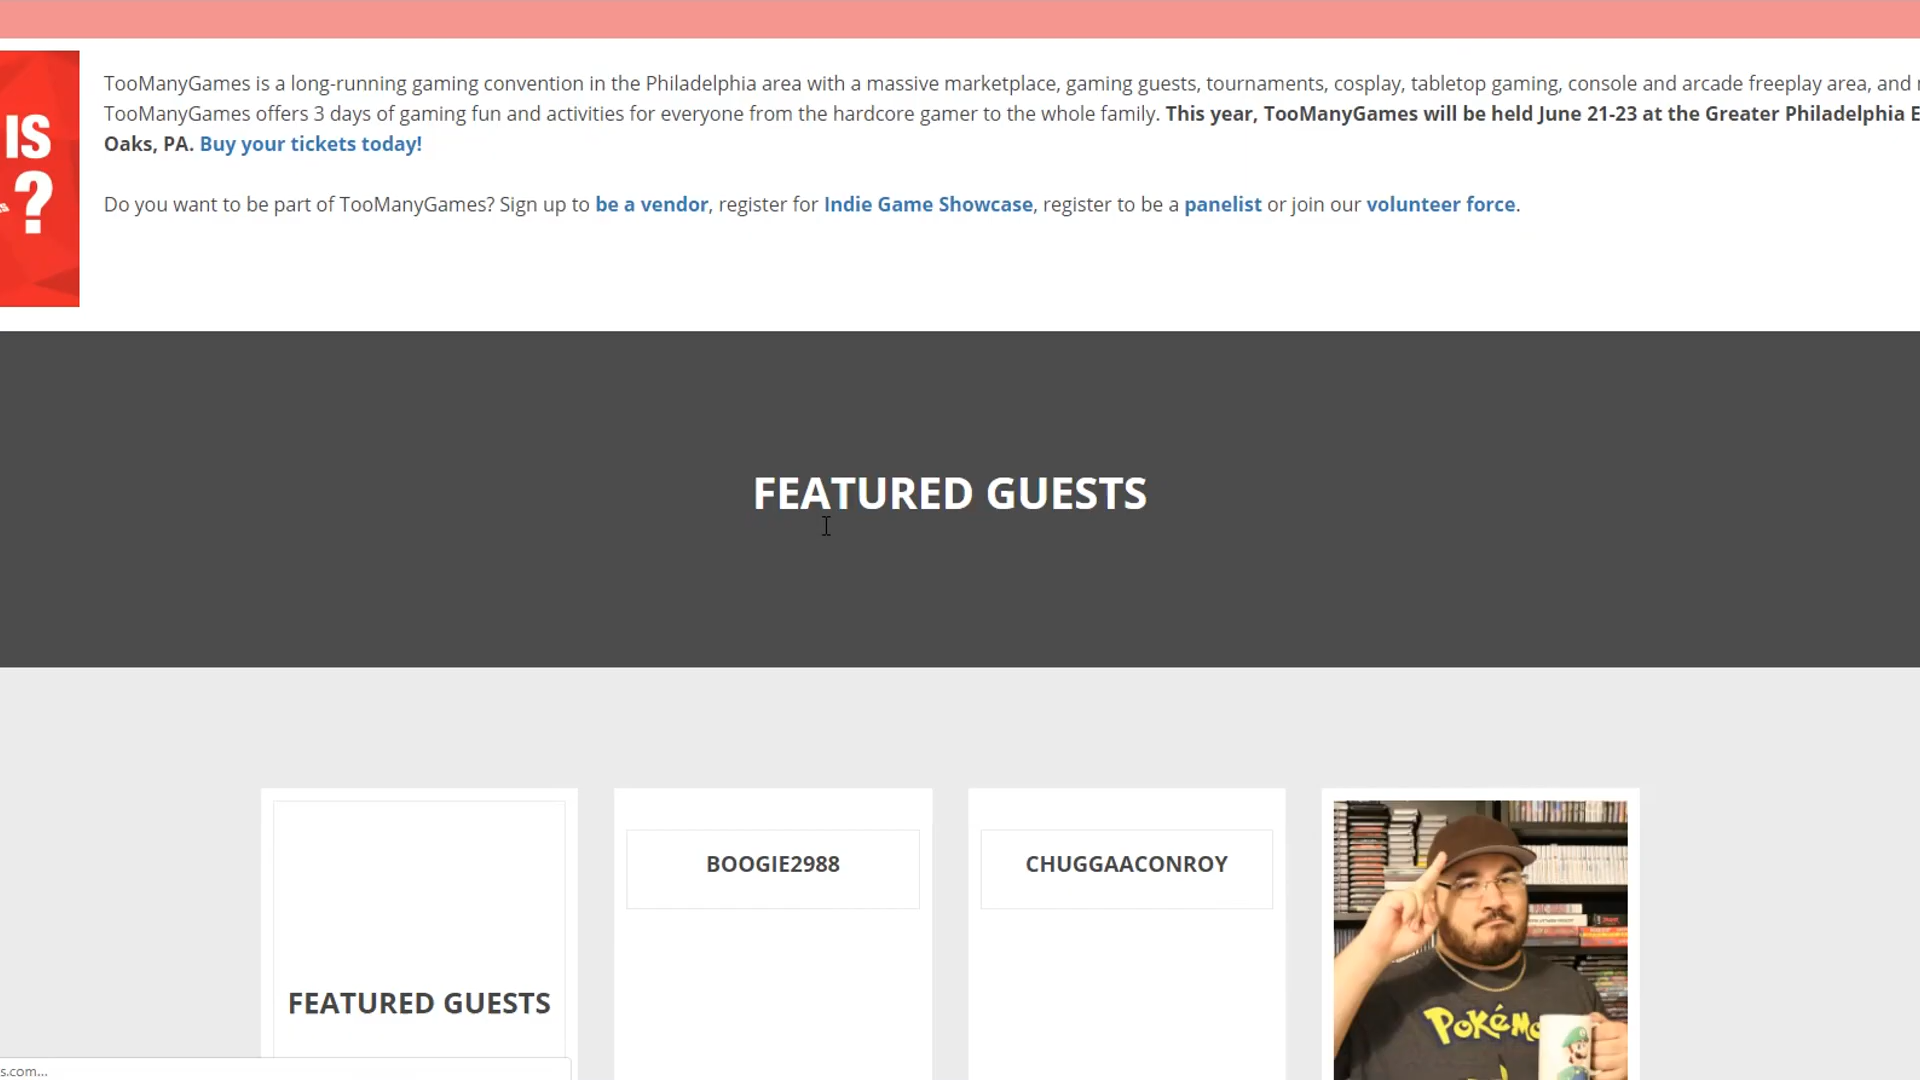 IS
?
TooManyGames is a long-running gaming convention in the Philadelphia area with a massive marketplace, gaming guests, tournaments, cosplay, tabletop gaming, console and arcade freeplay area, and
TooManyGames offers 3 days of gaming fun and activities for everyone from the hardcore gamer to the whole family. This year, TooManyGames will be held June 21-23 at the Greater Philadelphia E
Oaks, PA. Buy your tickets today!
Do you want to be part of TooManyGames? Sign up to be a vendor, register for Indie Game Showcase, register to be a panelist or join our volunteer force.
FEATURED GUESTS
BOOGIE2988
CHUGGAACONROY
FEATURED GUESTS
Pokém
s.com...